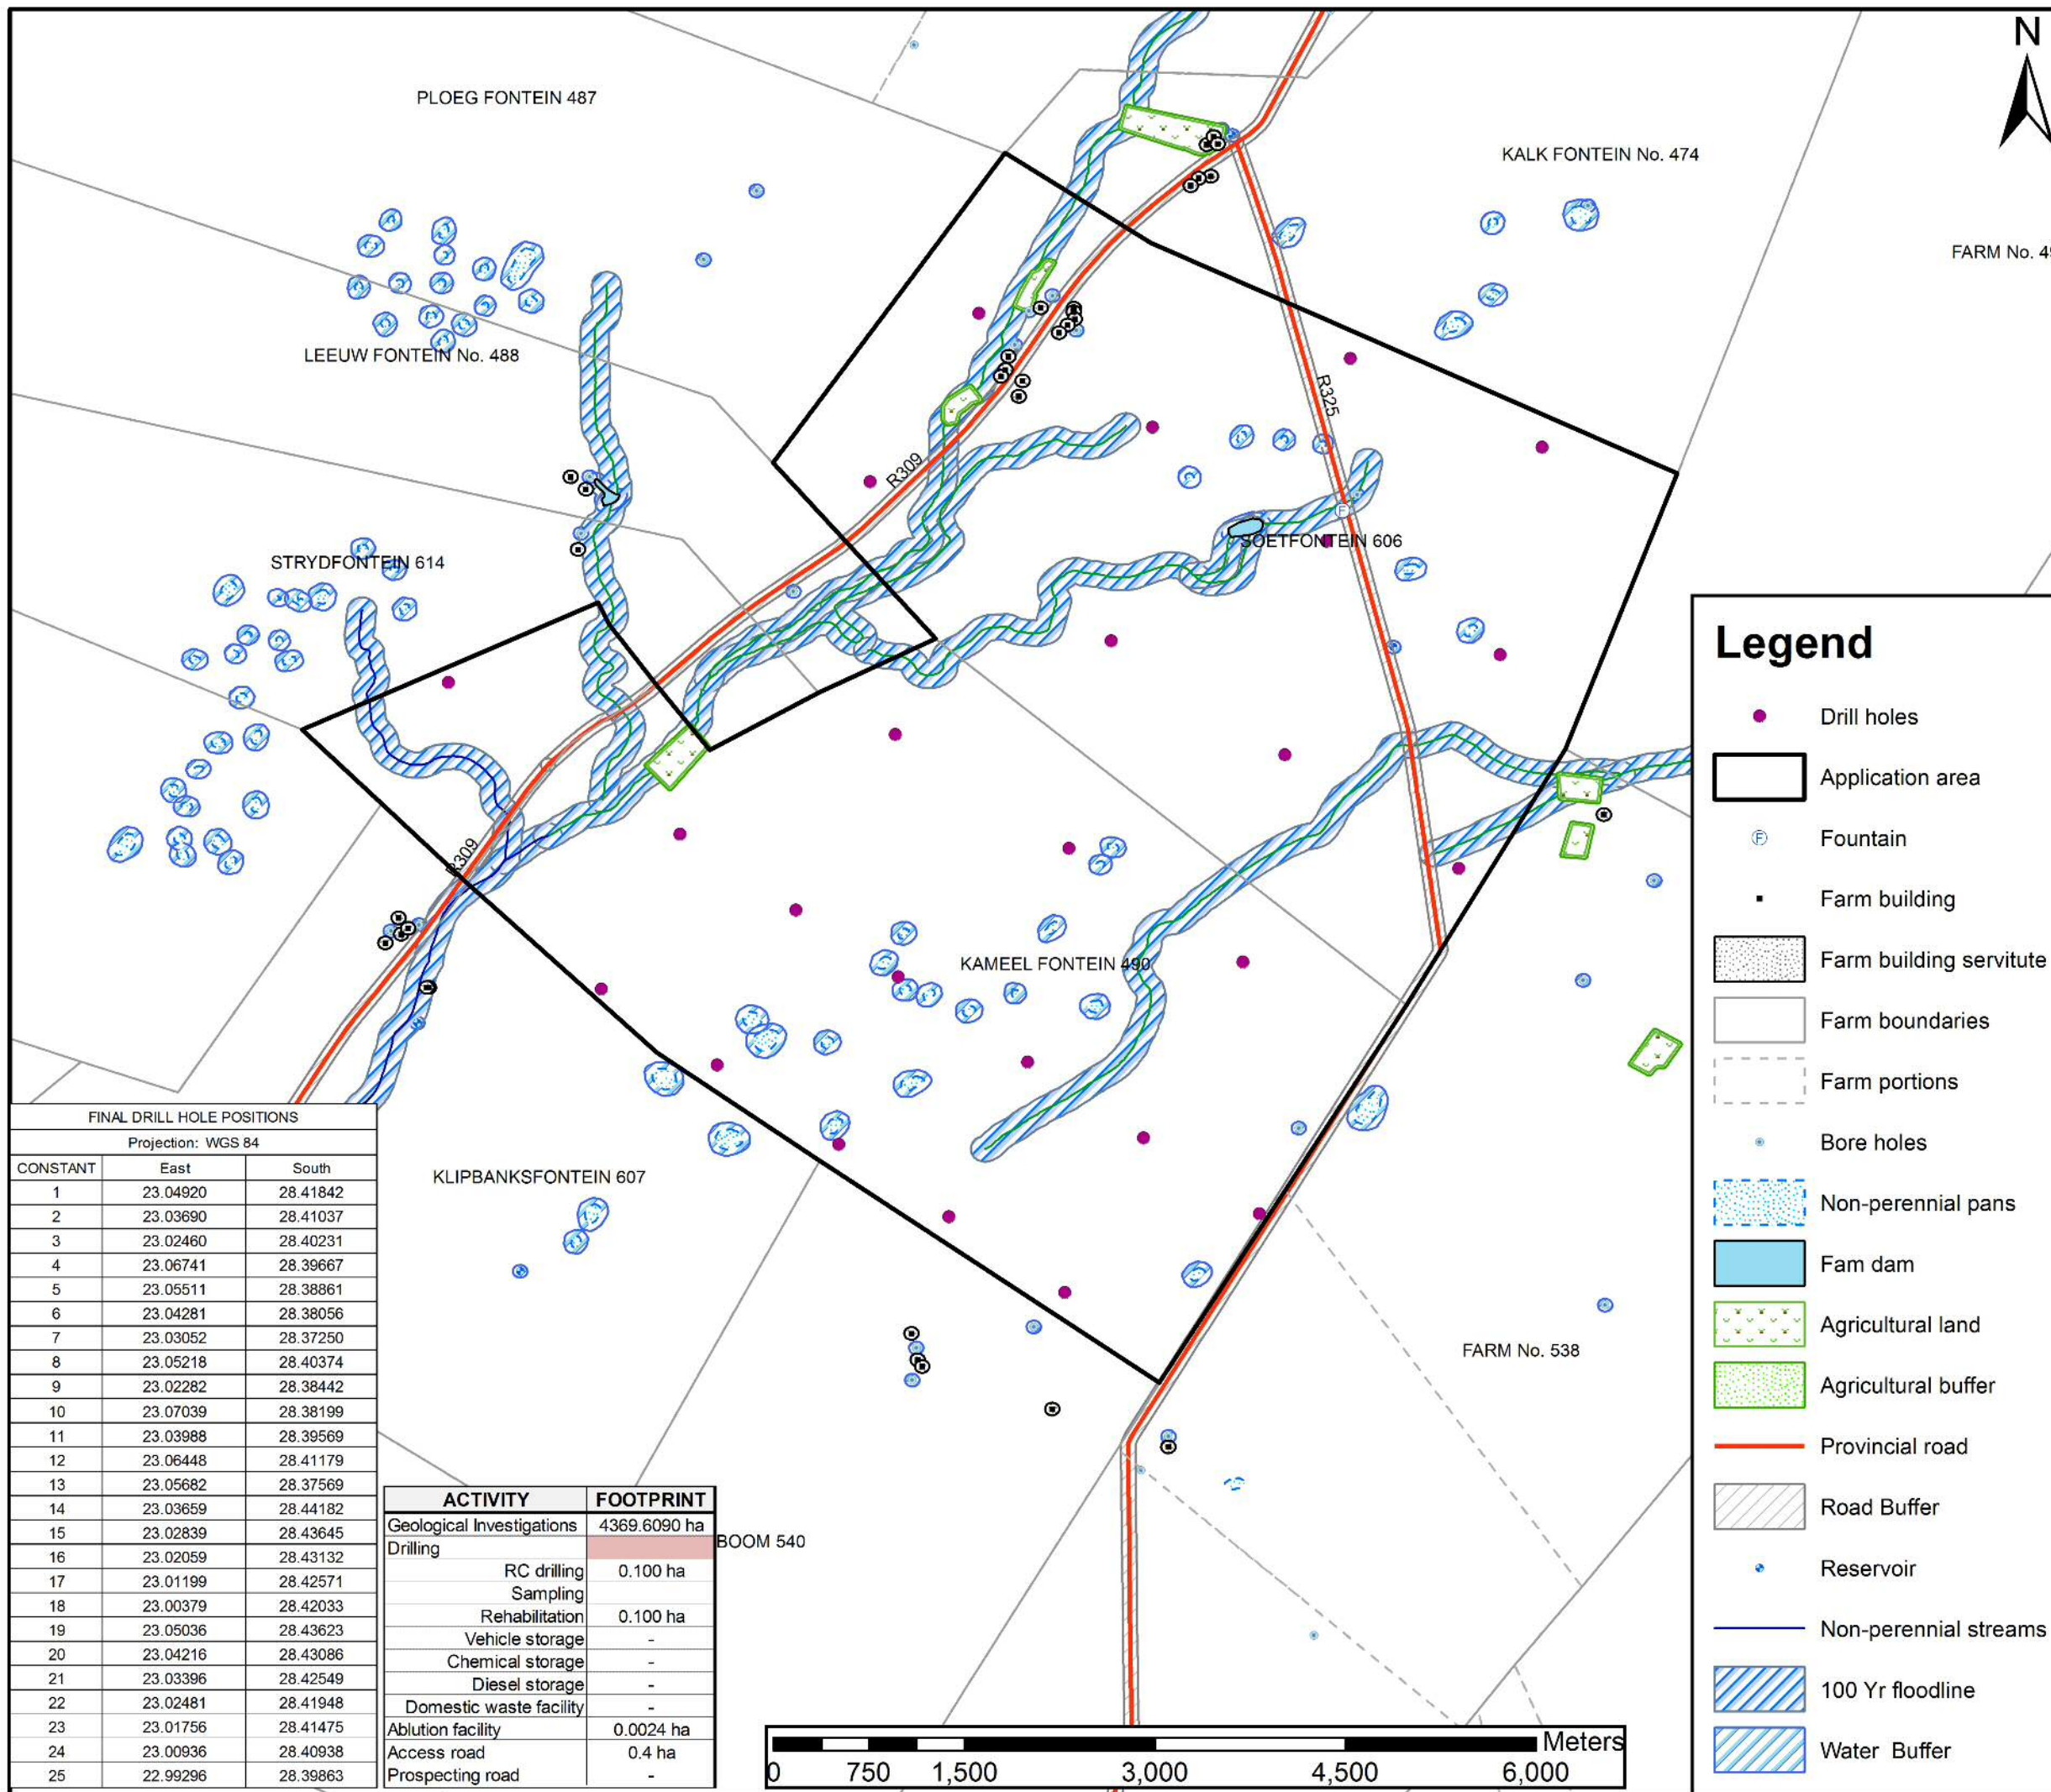 N
PLOEG FONTEIN 487
KALK FONTEIN No. 474
FARM No. 49
LEEUW FONTEIN No. 488
R325
R309
SOETFONTEIN 606
STRYDFONTEIN 614
R309
KAMEEL FONTEIN 490
KLIPBANKSFONTEIN 607
FARM No. 538
BOOM 540
FINAL DRILL HOLE POSITIONS
Projection: WGS 84
CONSTANT East South
1 23.04920 28.41842
2 23.03690 28.41037
3 23.02460 28.40231
4 23.06741 28.39667
5 23.05511 28.38861
6 23.04281 28.38056
7 23.03052 28.37250
8 23.05218 28.40374
9 23.02282 28.38442
10 23.07039 28.38199
11 23.03988 28.39569
12 23.06448 28.41179
13 23.05682 28.37569
14 23.03659 28.44182
15 23.02839 28.43645
16 23.02059 28.43132
17 23.01199 28.42571
18 23.00379 28.42033
19 23.05036 28.43623
20 23.04216 28.43086
21 23.03396 28.42549
22 23.02481 28.41948
23 23.01756 28.41475
24 23.00936 28.40938
25 22.99296 28.39863
ACTIVITY FOOTPRINT
Geological Investigations 4369.6090 ha
Drilling
RC drilling 0.100 ha
Sampling
Rehabilitation 0.100 ha
Vehicle storage -
Chemical storage -
Diesel storage -
Domestic waste facility -
Ablution facility 0.0024 ha
Access road 0.4 ha
Prospecting road -
Meters
0 750 1,500 3,000 4,500 6,000
Legend
Drill holes
Application area
F Fountain
Farm building
Farm building servitute
Farm boundaries
Farm portions
Bore holes
Non-perennial pans
Fam dam
Agricultural land
Agricultural buffer
Provincial road
Road Buffer
Reservoir
Non-perennial streams
100 Yr floodline
Water Buffer